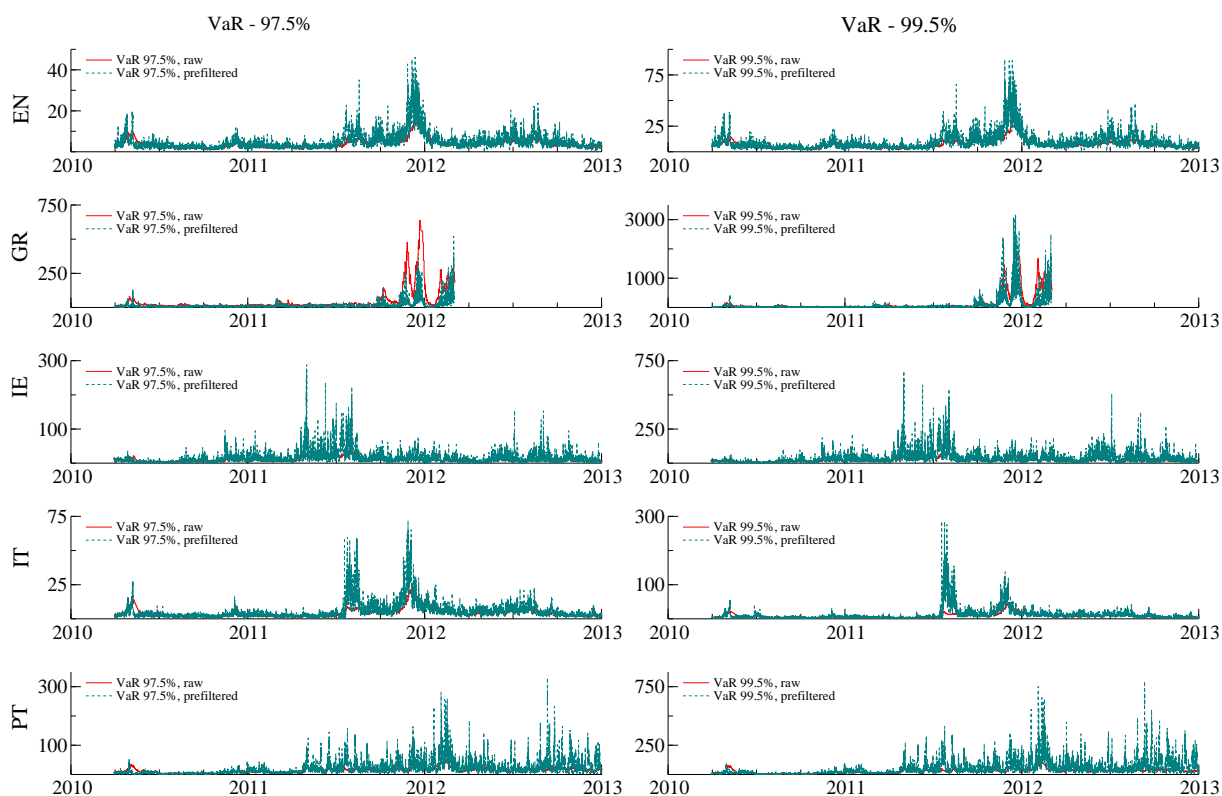 VaR - 97.5%
VaR - 99.5%
EN
40
20
VaR 97.5%, raw
VaR 97.5%, prefiltered
2010
2011
2012
2013
75
25
VaR 99.5%, raw
VaR 99.5%, prefiltered
2010
2011
2012
2013
GR
750
250
VaR 97.5%, raw
VaR 97.5%, prefiltered
2010
2011
2012
2013
3000
1000
VaR 99.5%, raw
VaR 99.5%, prefiltered
2010
2011
2012
2013
IE
300
100
VaR 97.5%, raw
VaR 97.5%, prefiltered
2010
2011
2012
2013
750
250
VaR 99.5%, raw
VaR 99.5%, prefiltered
2010
2011
2012
2013
IT
75
25
VaR 97.5%, raw
VaR 97.5%, prefiltered
2010
2011
2012
2013
300
100
VaR 99.5%, raw
VaR 99.5%, prefiltered
2010
2011
2012
2013
PT
300
100
VaR 97.5%, raw
VaR 97.5%, prefiltered
2010
2011
2012
2013
750
250
VaR 99.5%, raw
VaR 99.5%, prefiltered
2010
2011
2012
2013